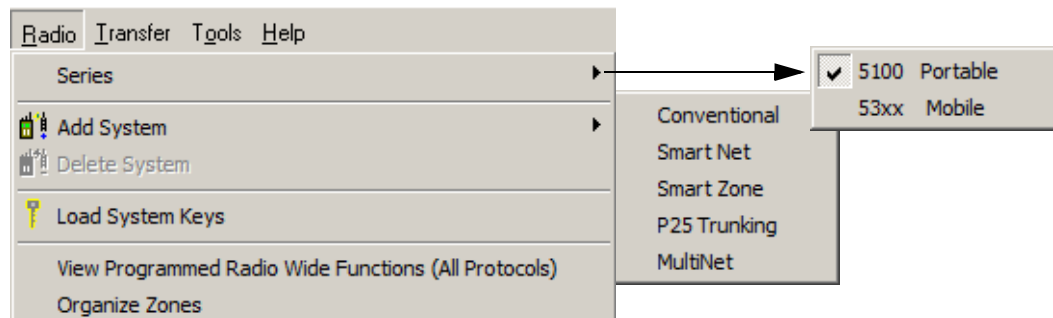 Radio Transfer Tools Help
Series
Add System
Delete System
Load System Keys
View Programmed Radio Wide Functions (All Protocols)
Organize Zones
Conventional
Smart Net
Smart Zone
P25 Trunking
MultiNet
5100 Portable
53xx Mobile